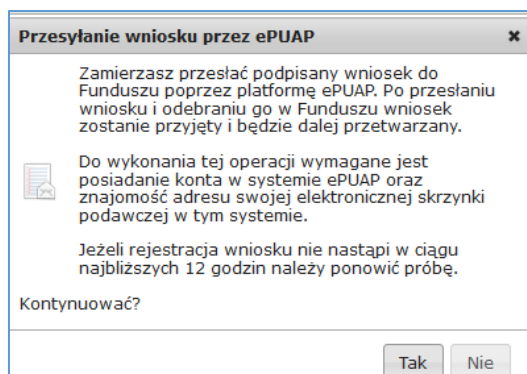 Przesyłanie wniosku przez ePUAP
Zamierzasz przesłać podpisany wniosek do
Funduszu poprzez platformę ePUAP. Po przesłaniu
wniosku i odebraniu go w Funduszu wniosek
zostanie przyjęty i będzie dalej przetwarzany.
Do wykonania tej operacji wymagane jest
posiadanie konta w systemie ePUAP oraz
znajomość adresu swojej elektronicznej skrzynki
podawczej w tym systemie.
Jeżeli rejestracja wniosku nie nastąpi w ciągu
najbliższych 12 godzin należy ponowić próbę.
Kontynuować?
Tak Nie